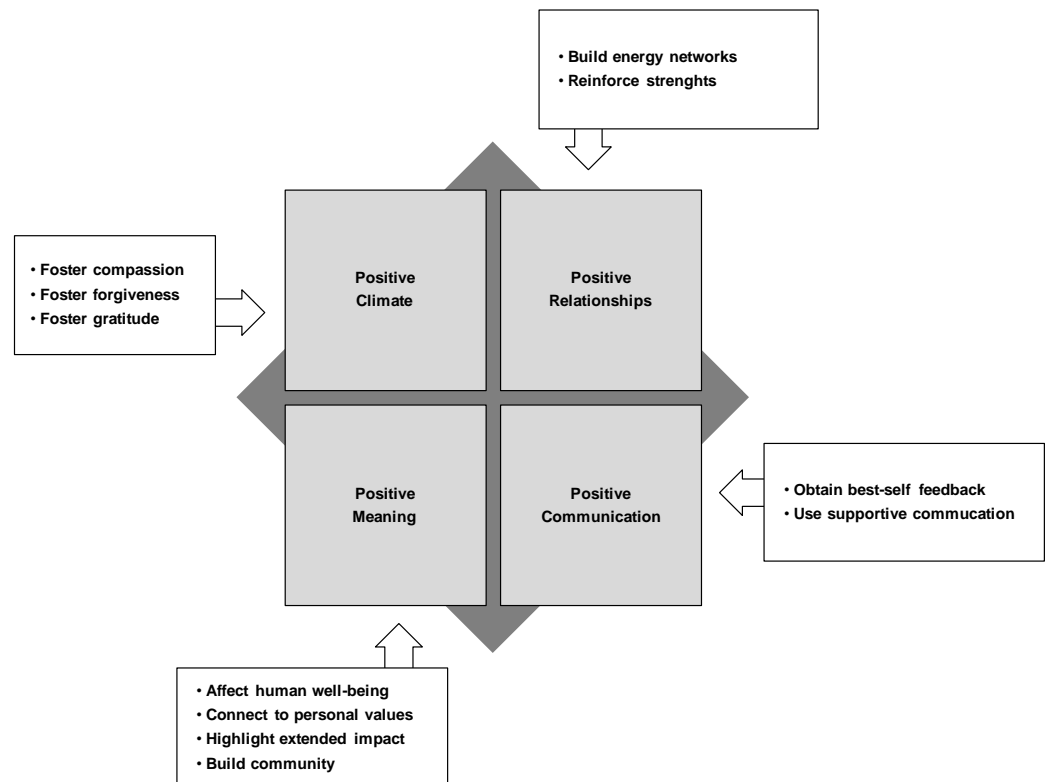 • Build energy networks
• Reinforce strenghts
• Foster compassion
• Foster forgiveness
• Foster gratitude
Positive
Climate
Positive
Relationships
Positive
Meaning
Positive
Communication
• Obtain best-self feedback
• Use supportive commucation
• Affect human well-being
• Connect to personal values
• Highlight extended impact
• Build community